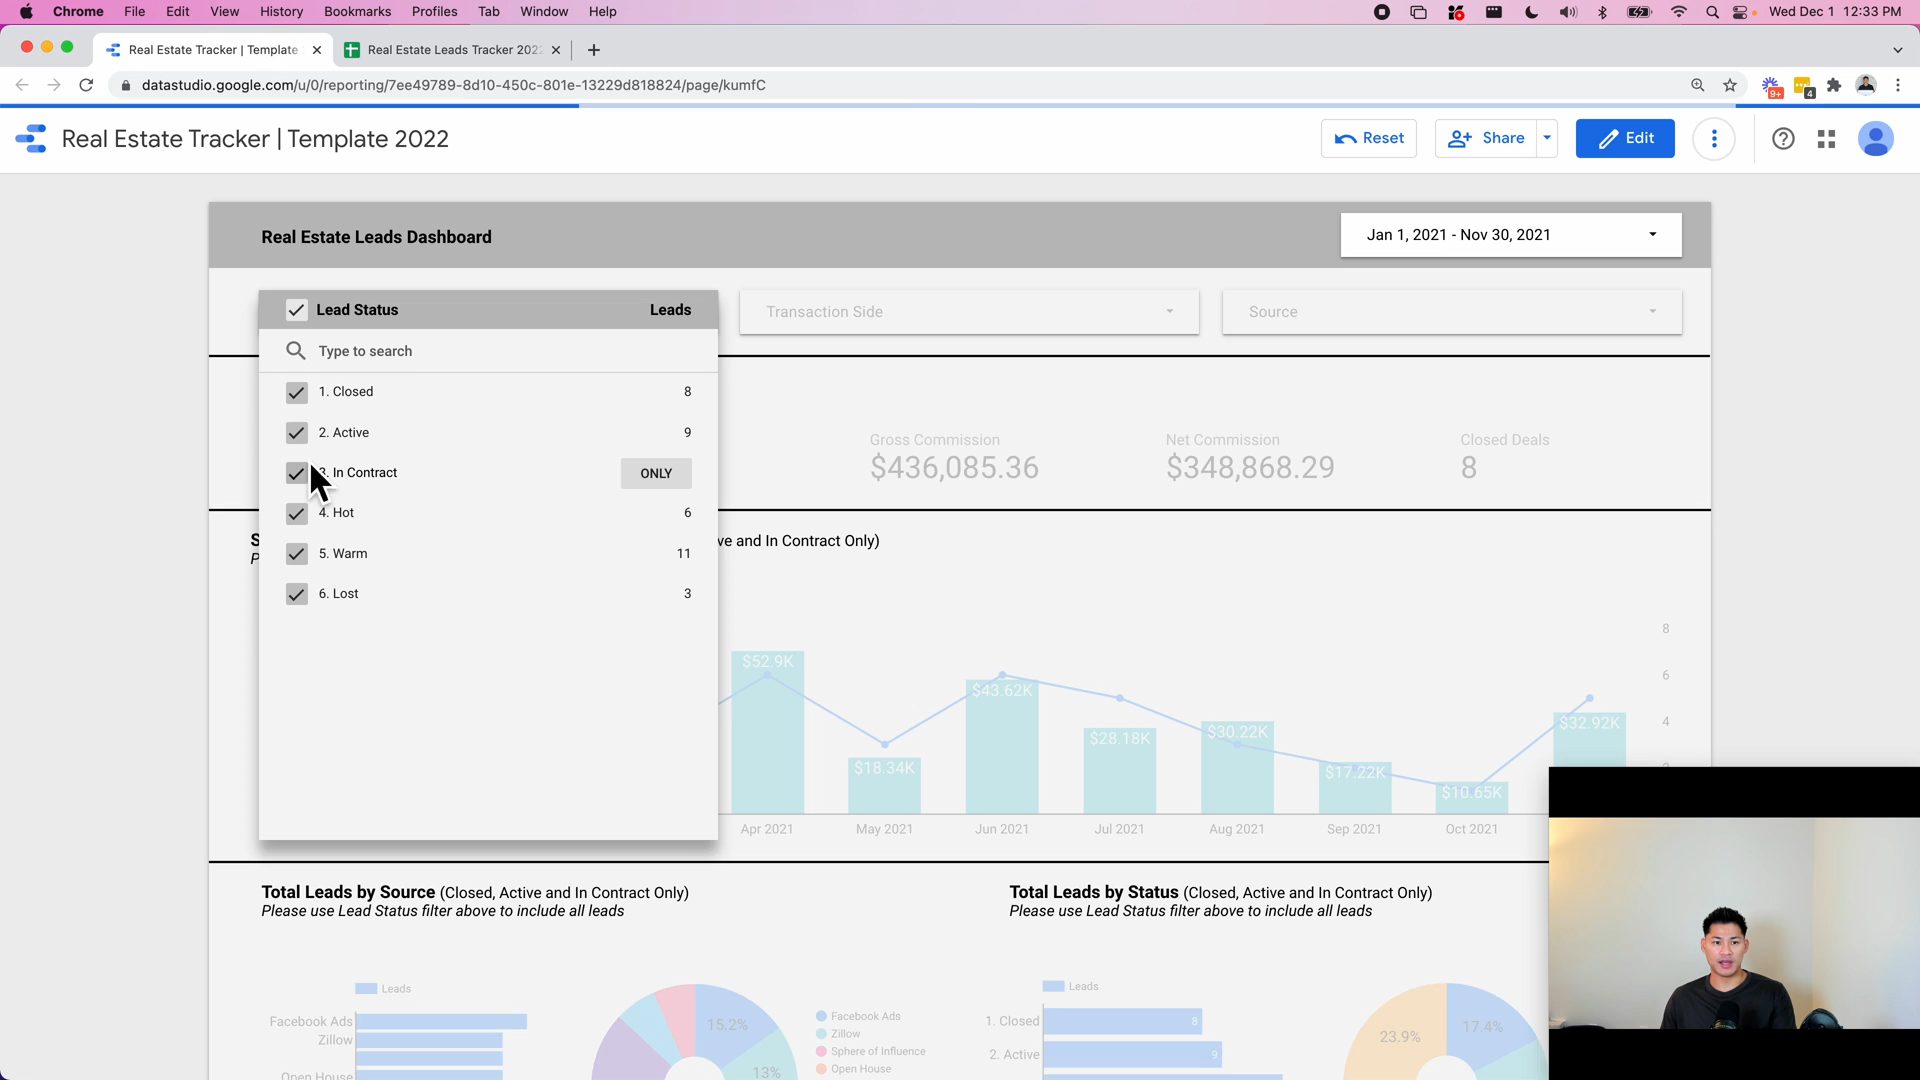 Chrome File Edit View History Bookmarks Profiles Tab Window Help
Wed Dec 1 12:33 PM
Real Estate Tracker | Template
Real Estate Leads Tracker 202
datastudio.google.com/u/0/reporting/7ee49789-8d10-450c-801e-13229d818824/page/kumfC
9+
4
Real Estate Tracker | Template 2022
Reset
Share
Edit
Real Estate Leads Dashboard
Jan 1, 2021 - Nov 30, 2021
Lead Status Leads
Transaction Side
Source
Type to search
1. Closed 8
2. Active 9
3. In Contract ONLY
4. Hot 6
5. Warm 11
6. Lost 3
Gross Commission
$436,085.36
Net Commission
$348,868.29
Closed Deals
8
S
P
ve and In Contract Only)
8
6
4
$52.9K
$18.34K
$43.62K
$28.18K
$30.22K
$17.22K
$10.65K
$32.92K
Apr 2021 May 2021 Jun 2021 Jul 2021 Aug 2021 Sep 2021 Oct 2021
Total Leads by Source (Closed, Active and In Contract Only)
Please use Lead Status filter above to include all leads
Total Leads by Status (Closed, Active and In Contract Only)
Please use Lead Status filter above to include all leads
Leads
Facebook Ads
Zillow
Open House
15.2%
13%
Facebook Ads
Zillow
Sphere of Influence
Open House
Leads
1. Closed 8
2. Active 9
23.9%
17.4%